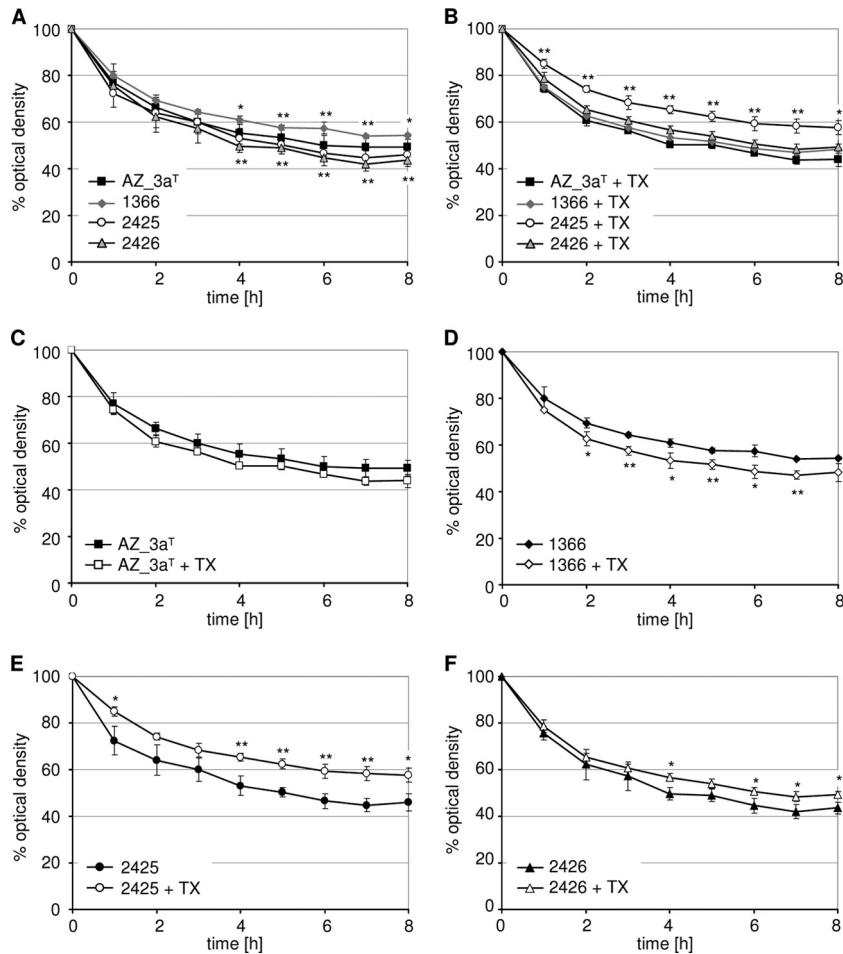 A
% optical density
100
80
60
40
20
0
* ** ** ** *
** ** ** ** **
AZ_3aᵀ
1366
2425
2426
0 2 4 6 8
time [h]
B
% optical density
100
80
60
40
20
0
** ** ** ** ** ** ** *
AZ_3aᵀ + TX
1366 + TX
2425 + TX
2426 + TX
0 2 4 6 8
time [h]
C
% optical density
100
80
60
40
20
0
AZ_3aᵀ
AZ_3aᵀ + TX
0 2 4 6 8
time [h]
D
% optical density
100
80
60
40
20
0
* ** * ** * **
1366
1366 + TX
0 2 4 6 8
time [h]
E
% optical density
100
80
60
40
20
0
* ** ** ** ** *
2425
2425 + TX
0 2 4 6 8
time [h]
F
% optical density
100
80
60
40
20
0
* * * *
2426
2426 + TX
0 2 4 6 8
time [h]